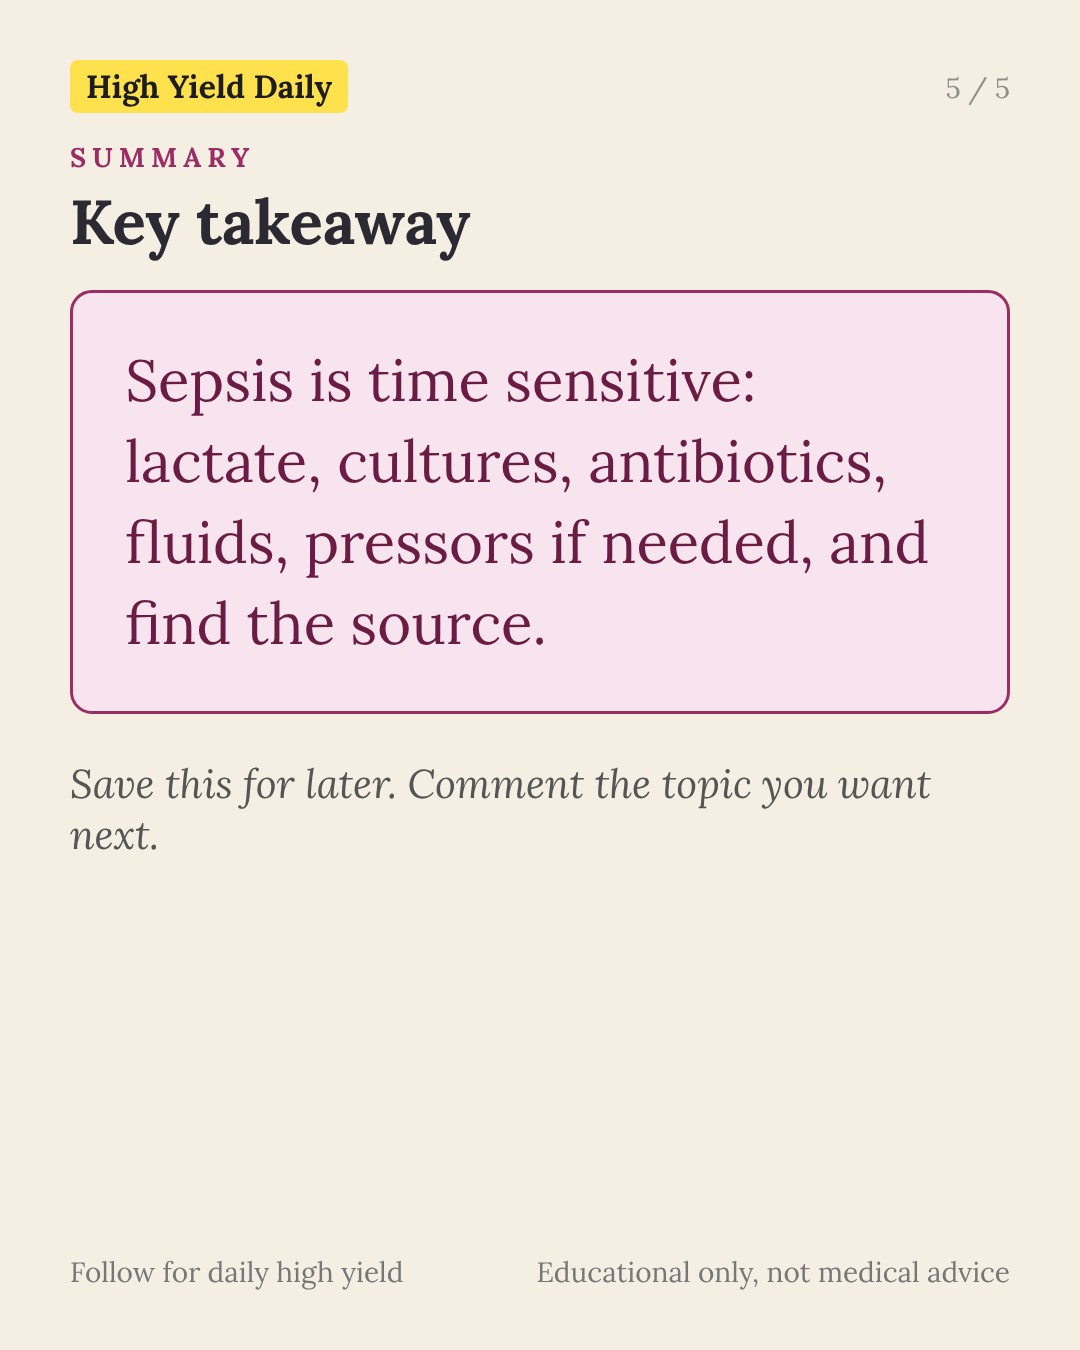 High Yield Daily
5 / 5
SUMMARY
Key takeaway
Sepsis is time sensitive:
lactate, cultures, antibiotics,
fluids, pressors if needed, and
find the source.
Save this for later. Comment the topic you want
next.
Follow for daily high yield
Educational only, not medical advice